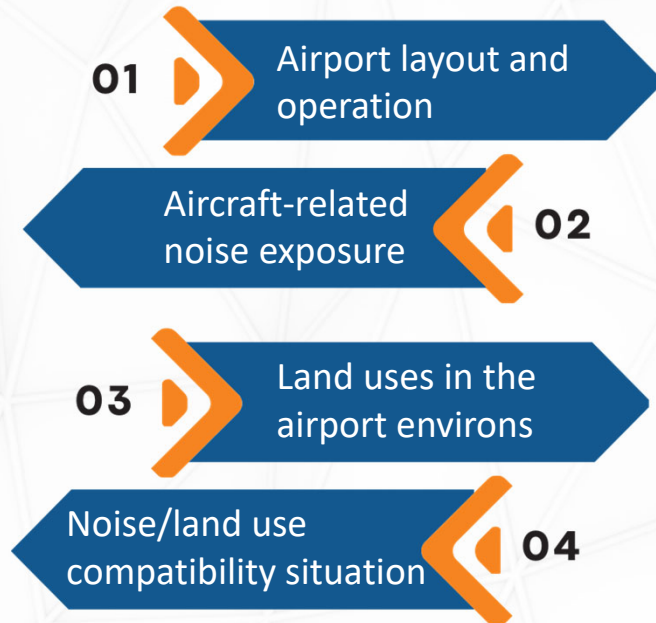 01
Airport layout and
operation
Aircraft-related
noise exposure
02
03
Land uses in the
airport environs
Noise/land use
compatibility situation
04